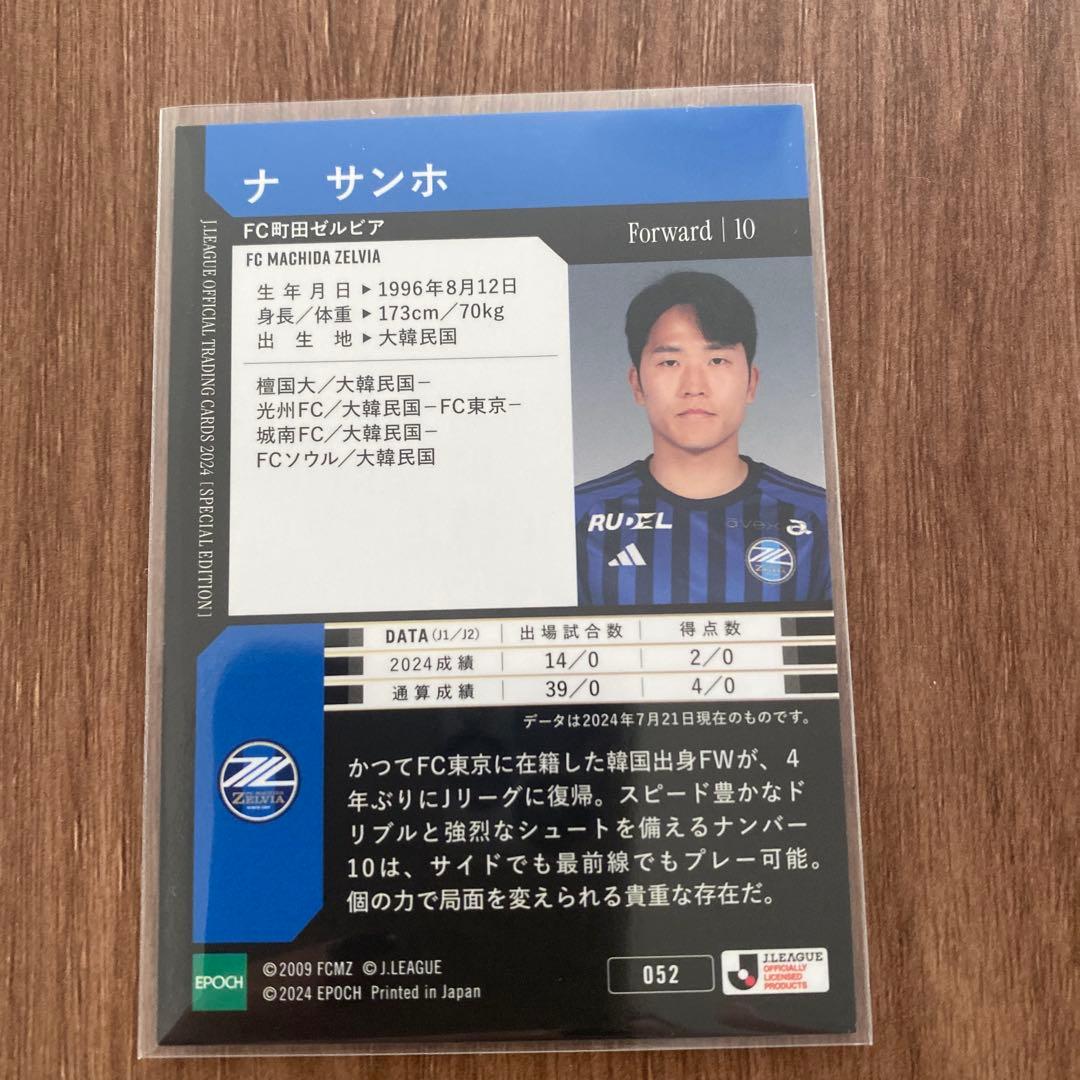 ナ　サンホ
FC町田ゼルビア
Forward | 10
FC MACHIDA ZELVIA
生年月日▶1996年8月12日
身長／体重▶173cm／70kg
出生地▶大韓民国
檀国大／大韓民国－
光州FC／大韓民国－FC東京－
城南FC／大韓民国－
FCソウル／大韓民国
J.LEAGUE OFFICIAL TRADING CARDS 2024 [ SPECIAL EDITION ]
RUDEL
avex a
ZELVIA
DATA(J1／J2) | 出場試合数 | 得点数
2024成績 | 14／0 | 2／0
通算成績 | 39／0 | 4／0
データは2024年7月21日現在のものです。
FC MACHIDA
ZELVIA
かつてFC東京に在籍した韓国出身FWが、4
年ぶりにJリーグに復帰。スピード豊かなド
リブルと強烈なシュートを備えるナンバー
10は、サイドでも最前線でもプレー可能。
個の力で局面を変えられる貴重な存在だ。
EPOCH
©2009 FCMZ ©J.LEAGUE
©2024 EPOCH Printed in Japan
052
J.LEAGUE
OFFICIALLY
LICENSED
PRODUCTS